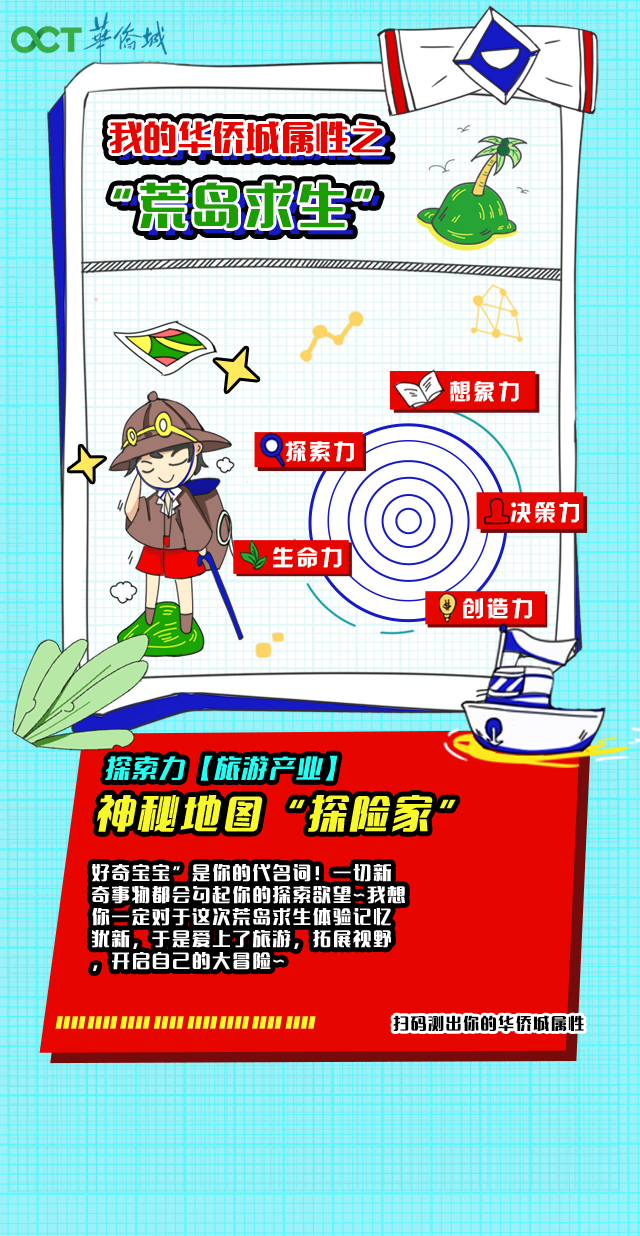 OCT 華僑城
我的华侨城属性之
“荒岛求生”
想象力
探索力
决策力
生命力
创造力
探索力【旅游产业】
神秘地图“探险家”
好奇宝宝”是你的代名词！一切新
奇事物都会勾起你的探索欲望~我想
你一定对于这次荒岛求生体验记忆
犹新，于是爱上了旅游，拓展视野
，开启自己的大冒险~
扫码测出你的华侨城属性